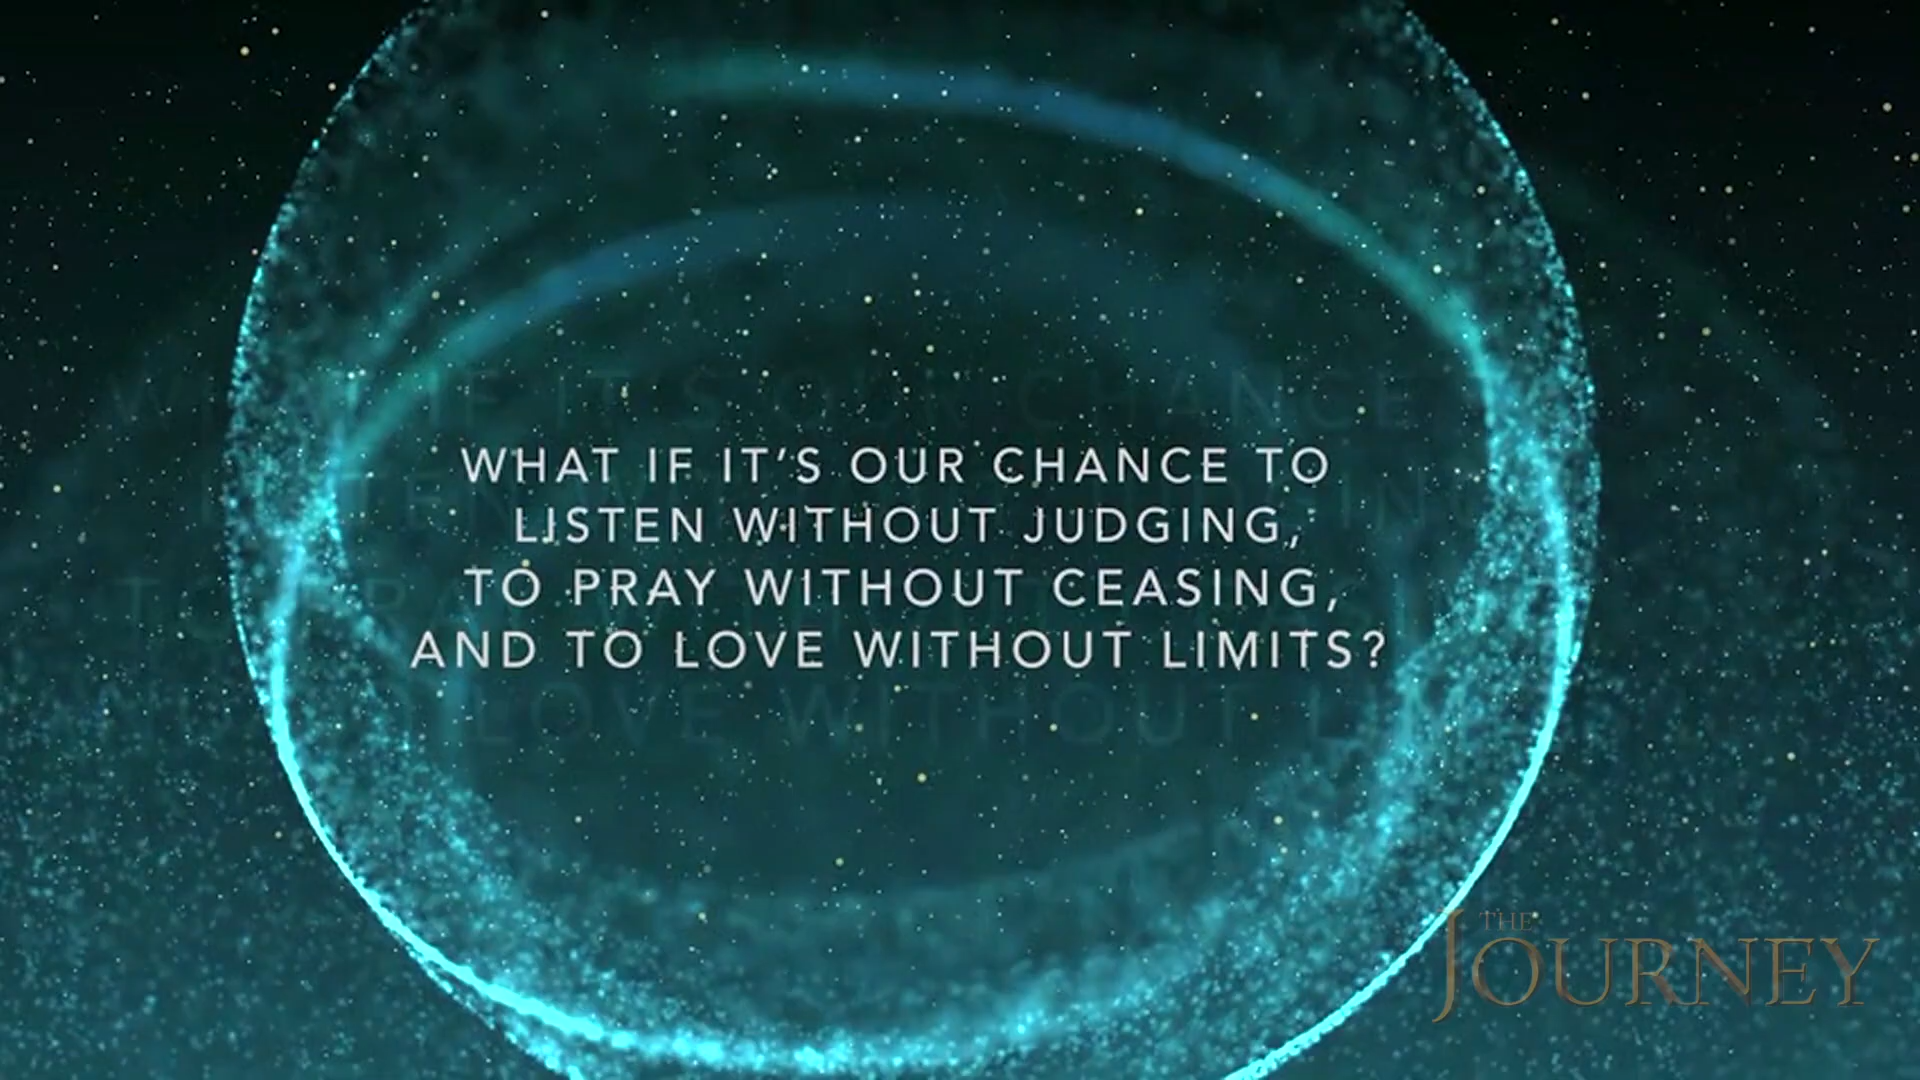 WHAT IF IT'S OUR CHANCE TO
LISTEN WITHOUT JUDGING,
TO PRAY WITHOUT CEASING,
AND TO LOVE WITHOUT LIMITS?
THE
JOURNEY